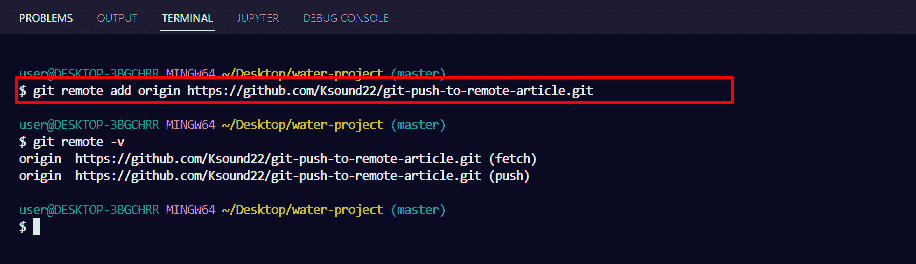 PROBLEMS OUTPUT TERMINAL JUPYTER DEBUG CONSOLE
user@DESKTOP-3BGCHRR MINGW64 ~/Desktop/water-project (master)
$ git remote add origin https://github.com/Ksound22/git-push-to-remote-article.git
user@DESKTOP-3BGCHRR MINGW64 ~/Desktop/water-project (master)
$ git remote -v
origin  https://github.com/Ksound22/git-push-to-remote-article.git (fetch)
origin  https://github.com/Ksound22/git-push-to-remote-article.git (push)
user@DESKTOP-3BGCHRR MINGW64 ~/Desktop/water-project (master)
$